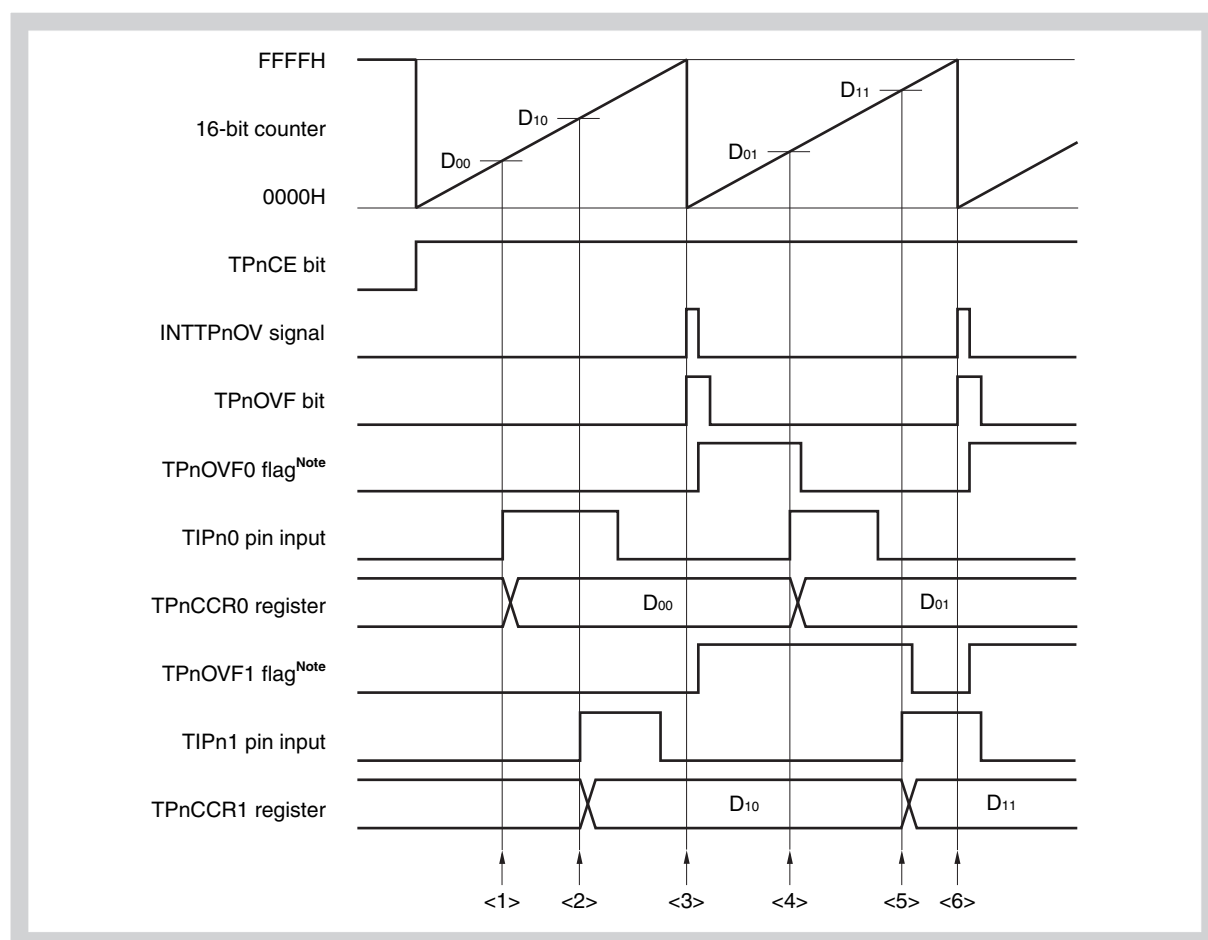 FFFFH
D11
D10
16-bit counter
D01
D00
0000H
TPnCE bit
INTTPnOV signal
TPnOVF bit
TPnOVF0 flagNote
TIPn0 pin input
TPnCCR0 register
D00
D01
TPnOVF1 flagNote
TIPn1 pin input
TPnCCR1 register
D10
D11
<1>
<2>
<3>
<4>
<5>
<6>